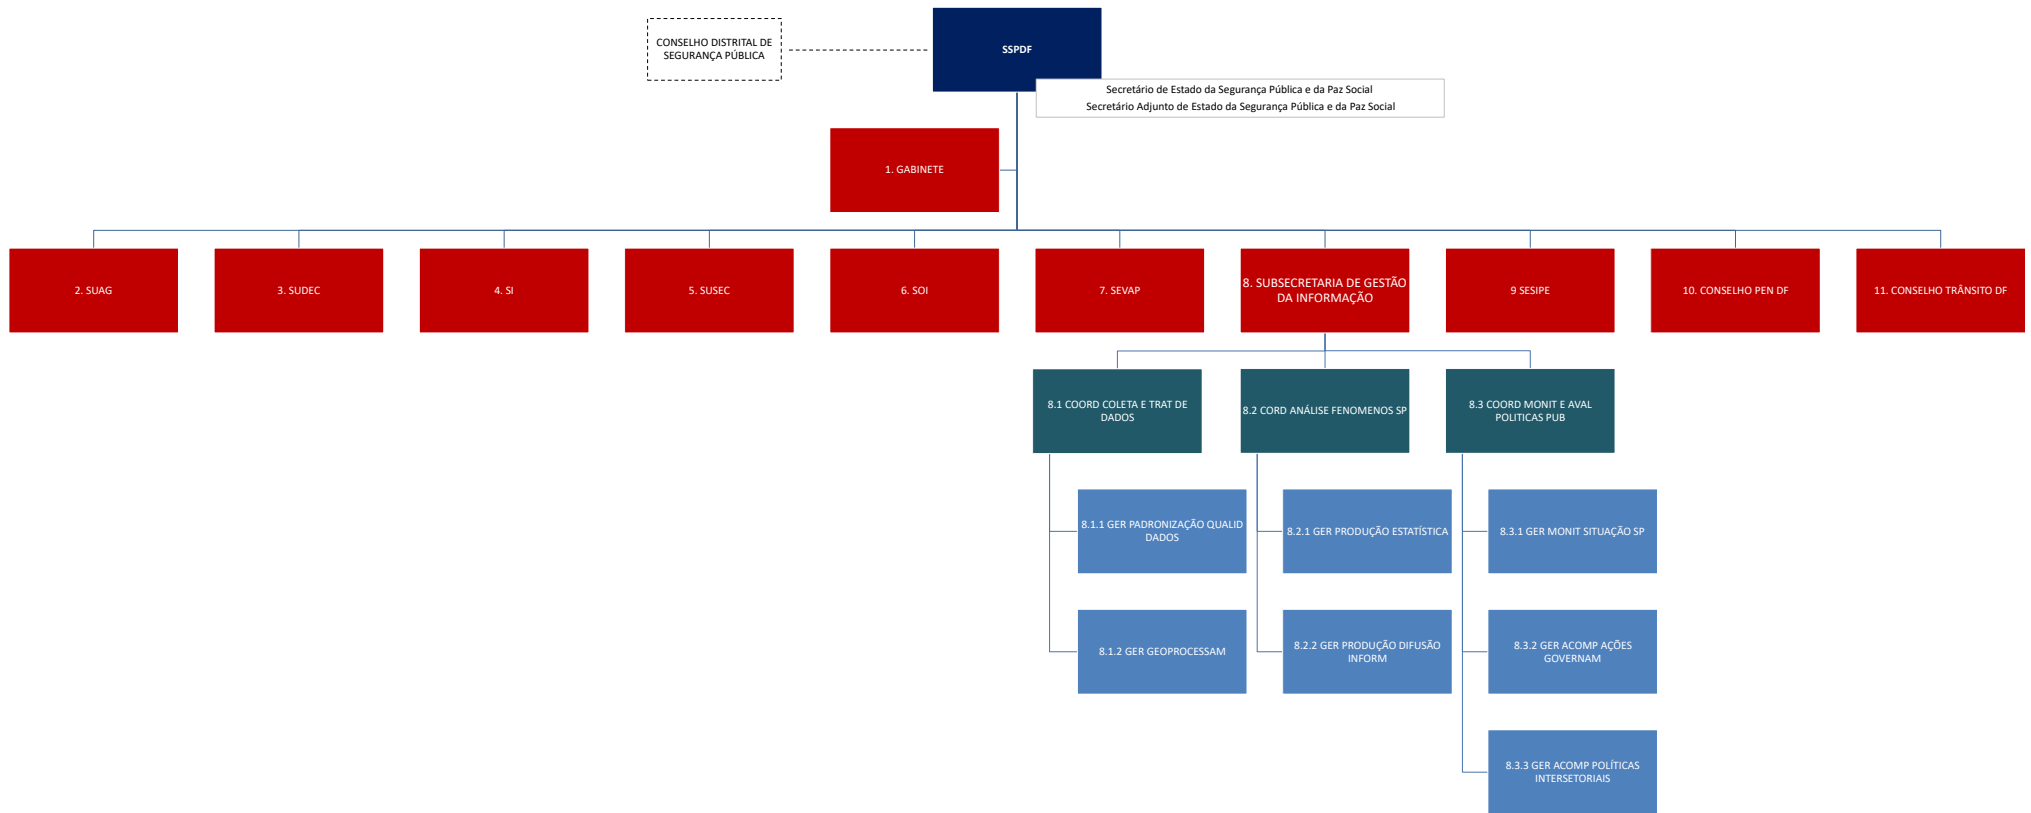 CONSELHO DISTRITAL DE
SEGURANÇA PÚBLICA
SSPDF
Secretário de Estado da Segurança Pública e da Paz Social
Secretário Adjunto de Estado da Segurança Pública e da Paz Social
1. GABINETE
2. SUAG
3. SUDEC
4. SI
5. SUSEC
6. SOI
7. SEVAP
8. SUBSECRETARIA DE GESTÃO
DA INFORMAÇÃO
9 SESIPE
10. CONSELHO PEN DF
11. CONSELHO TRÂNSITO DF
8.1 COORD COLETA E TRAT DE
DADOS
8.2 CORD ANÁLISE FENOMENOS SP
8.3 COORD MONIT E AVAL
POLITICAS PUB
8.1.1 GER PADRONIZAÇÃO QUALID
DADOS
8.2.1 GER PRODUÇÃO ESTATÍSTICA
8.3.1 GER MONIT SITUAÇÃO SP
8.1.2 GER GEOPROCESSAM
8.2.2 GER PRODUÇÃO DIFUSÃO
INFORM
8.3.2 GER ACOMP AÇÕES
GOVERNAM
8.3.3 GER ACOMP POLÍTICAS
INTERSETORIAIS